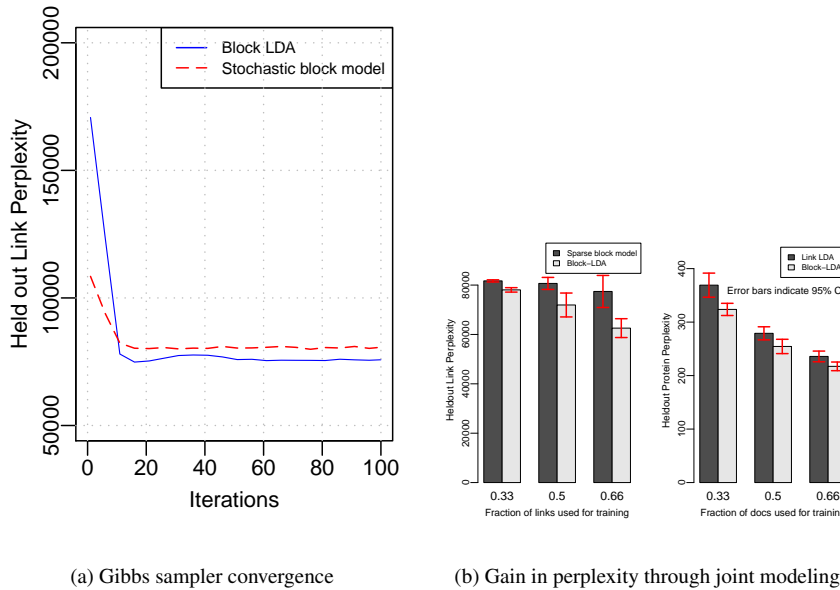 Block LDA
Stochastic block model
200000
150000
100000
50000
Held out Link Perplexity
0 20 40 60 80 100
Iterations
(a) Gibbs sampler convergence
Sparse block model
Block-LDA
80000
60000
40000
20000
0
Heldout Link Perplexity
0.33 0.5 0.66
Fraction of links used for training
Link LDA
Block-LDA
Error bars indicate 95% C
400
300
200
100
0
Heldout Protein Perplexity
0.33 0.5 0.66
Fraction of docs used for trainin
(b) Gain in perplexity through joint modeling